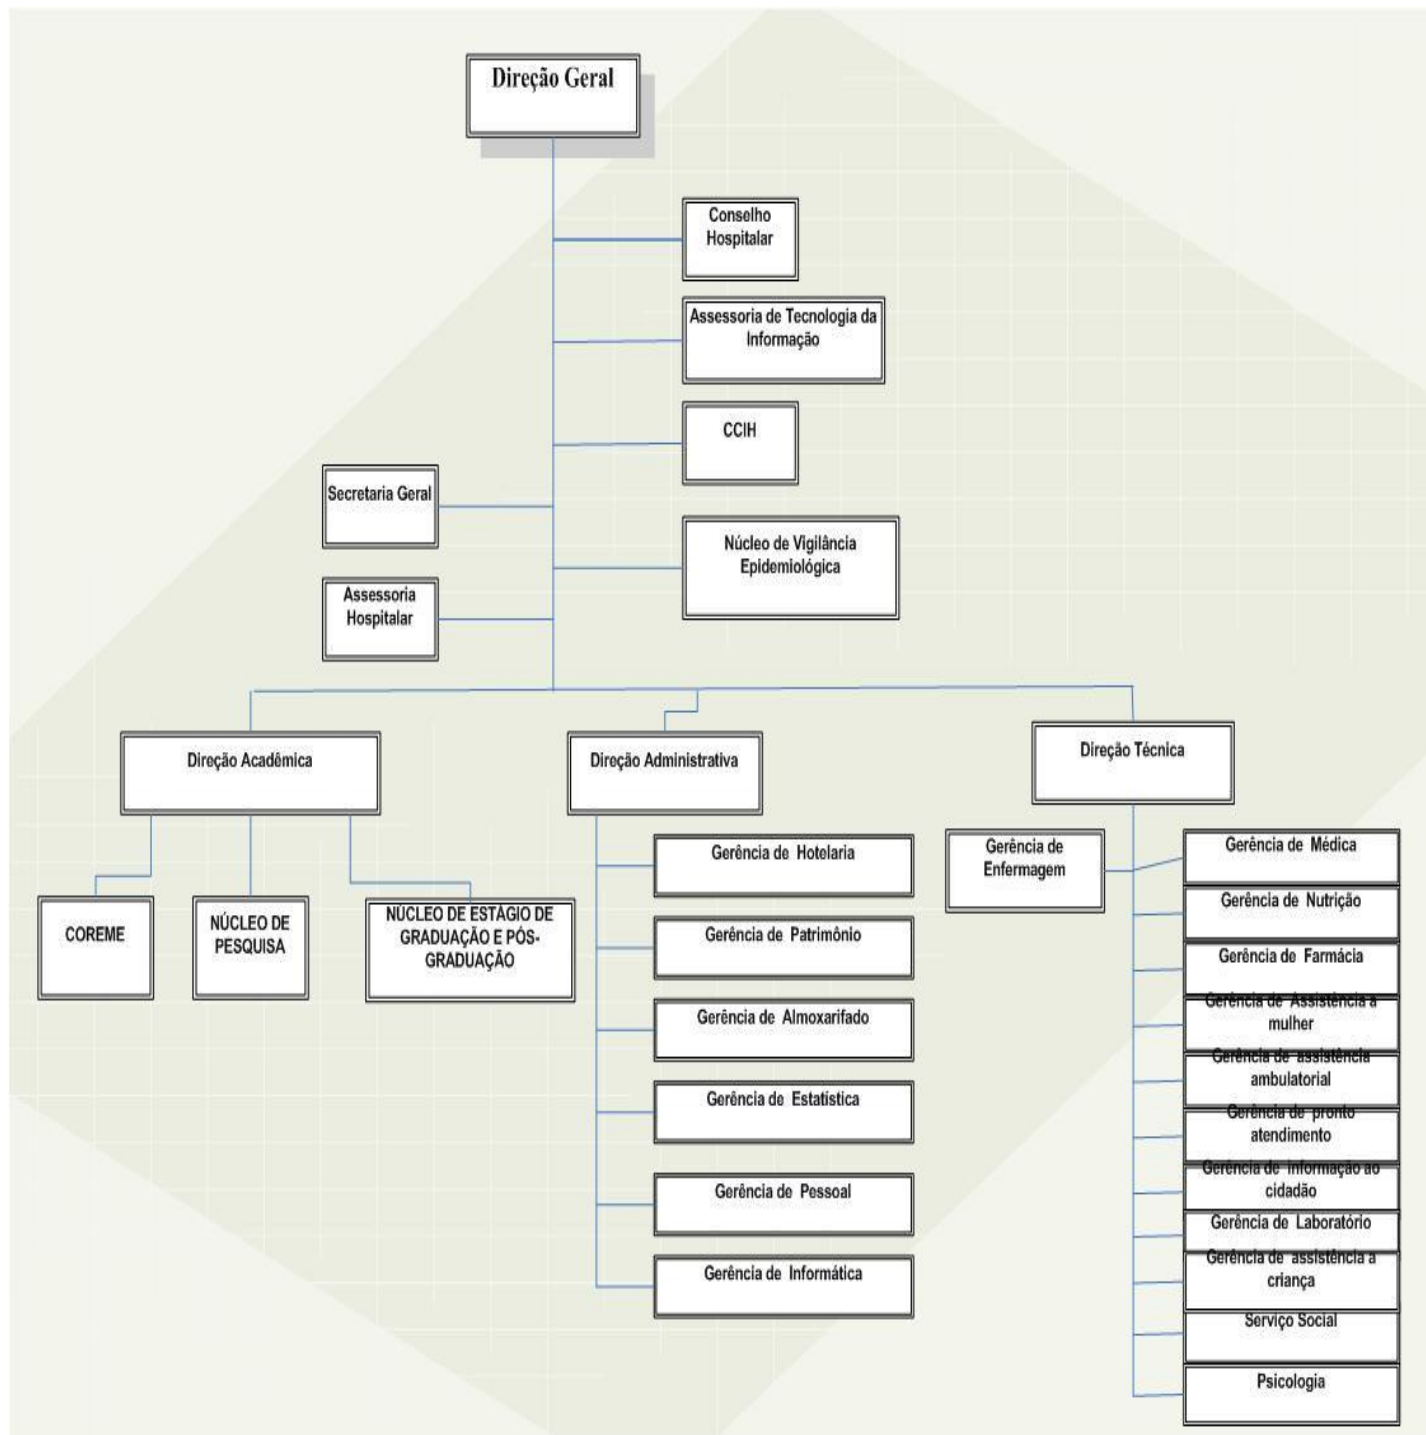 Direção Geral
Conselho
Hospitalar
Assessoria de Tecnologia da
Informação
CCIH
Secretaria Geral
Núcleo de Vigilância
Epidemiológica
Assessoria
Hospitalar
Direção Acadêmica
Direção Administrativa
Direção Técnica
COREME
NÚCLEO DE
PESQUISA
NÚCLEO DE ESTÁGIO DE
GRADUAÇÃO E PÓS-
GRADUAÇÃO
Gerência de Hotelaria
Gerência de Patrimônio
Gerência de Almoxarifado
Gerência de Estatística
Gerência de Pessoal
Gerência de Informática
Gerência de
Enfermagem
Gerência de Médica
Gerência de Nutrição
Gerência de Farmácia
Gerência de Assistência a
mulher
Gerência de assistência
ambulatorial
Gerência de pronto
atendimento
Gerência de informação ao
cidadão
Gerência de Laboratório
Gerência de assistência a
criança
Serviço Social
Psicologia